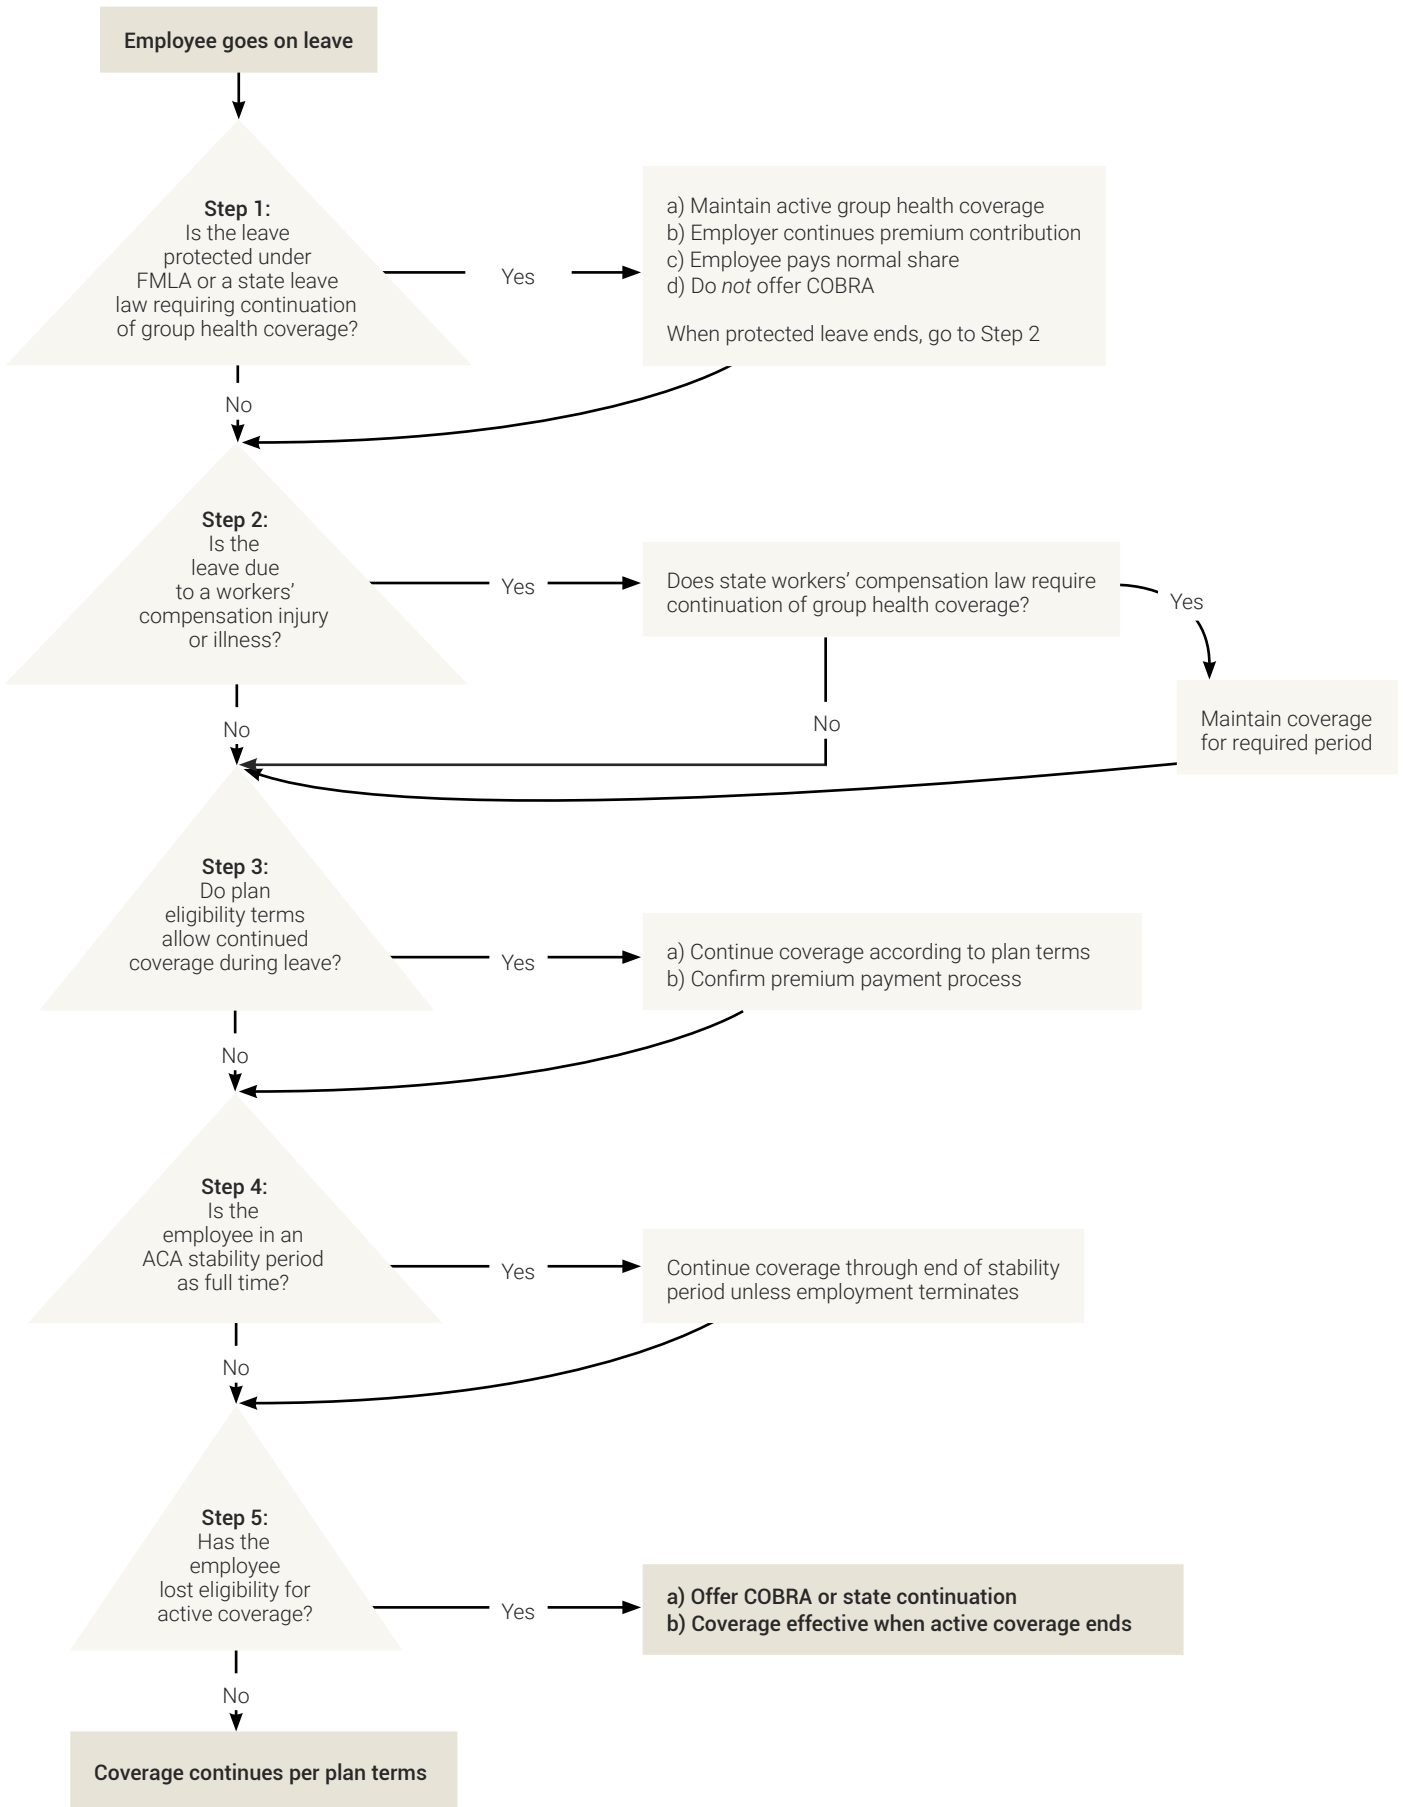 Employee goes on leave
Step 1:
Is the leave
protected under
FMLA or a state leave
law requiring continuation
of group health coverage?
Yes
a) Maintain active group health coverage
b) Employer continues premium contribution
c) Employee pays normal share
d) Do not offer COBRA
When protected leave ends, go to Step 2
No
Step 2:
Is the
leave due
to a workers’
compensation injury
or illness?
Yes
Does state workers’ compensation law require
continuation of group health coverage?
Yes
Maintain coverage
for required period
No
No
Step 3:
Do plan
eligibility terms
allow continued
coverage during leave?
Yes
a) Continue coverage according to plan terms
b) Confirm premium payment process
No
Step 4:
Is the
employee in an
ACA stability period
as full time?
Yes
Continue coverage through end of stability
period unless employment terminates
No
Step 5:
Has the
employee
lost eligibility for
active coverage?
Yes
a) Offer COBRA or state continuation
b) Coverage effective when active coverage ends
No
Coverage continues per plan terms